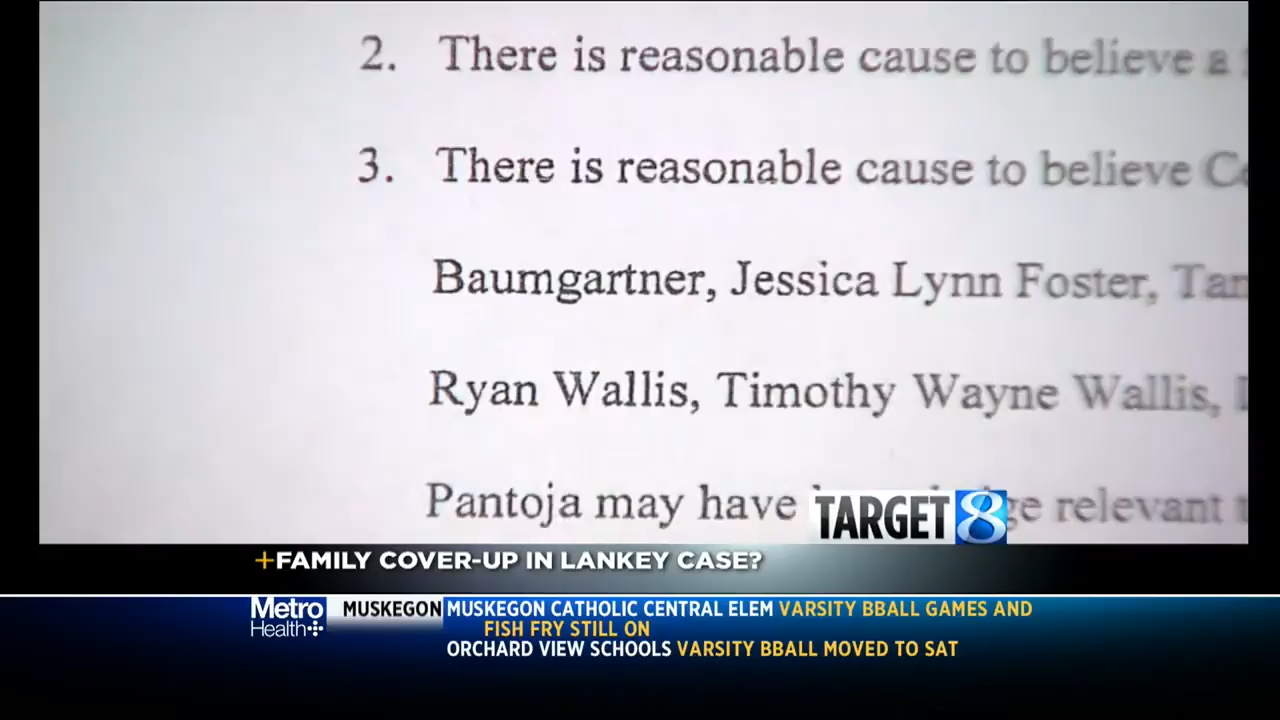 2. There is reasonable cause to believe a
3. There is reasonable cause to believe
Baumgartner, Jessica Lynn Foster,
Ryan Wallis, Timothy Wayne Wallis,
Pantoja may have relevant
TARGET 8
+FAMILY COVER-UP IN LANKEY CASE?
Metro
Health
MUSKEGON
MUSKEGON CATHOLIC CENTRAL ELEM VARSITY BBALL GAMES AND
FISH FRY STILL ON
ORCHARD VIEW SCHOOLS VARSITY BBALL MOVED TO SAT